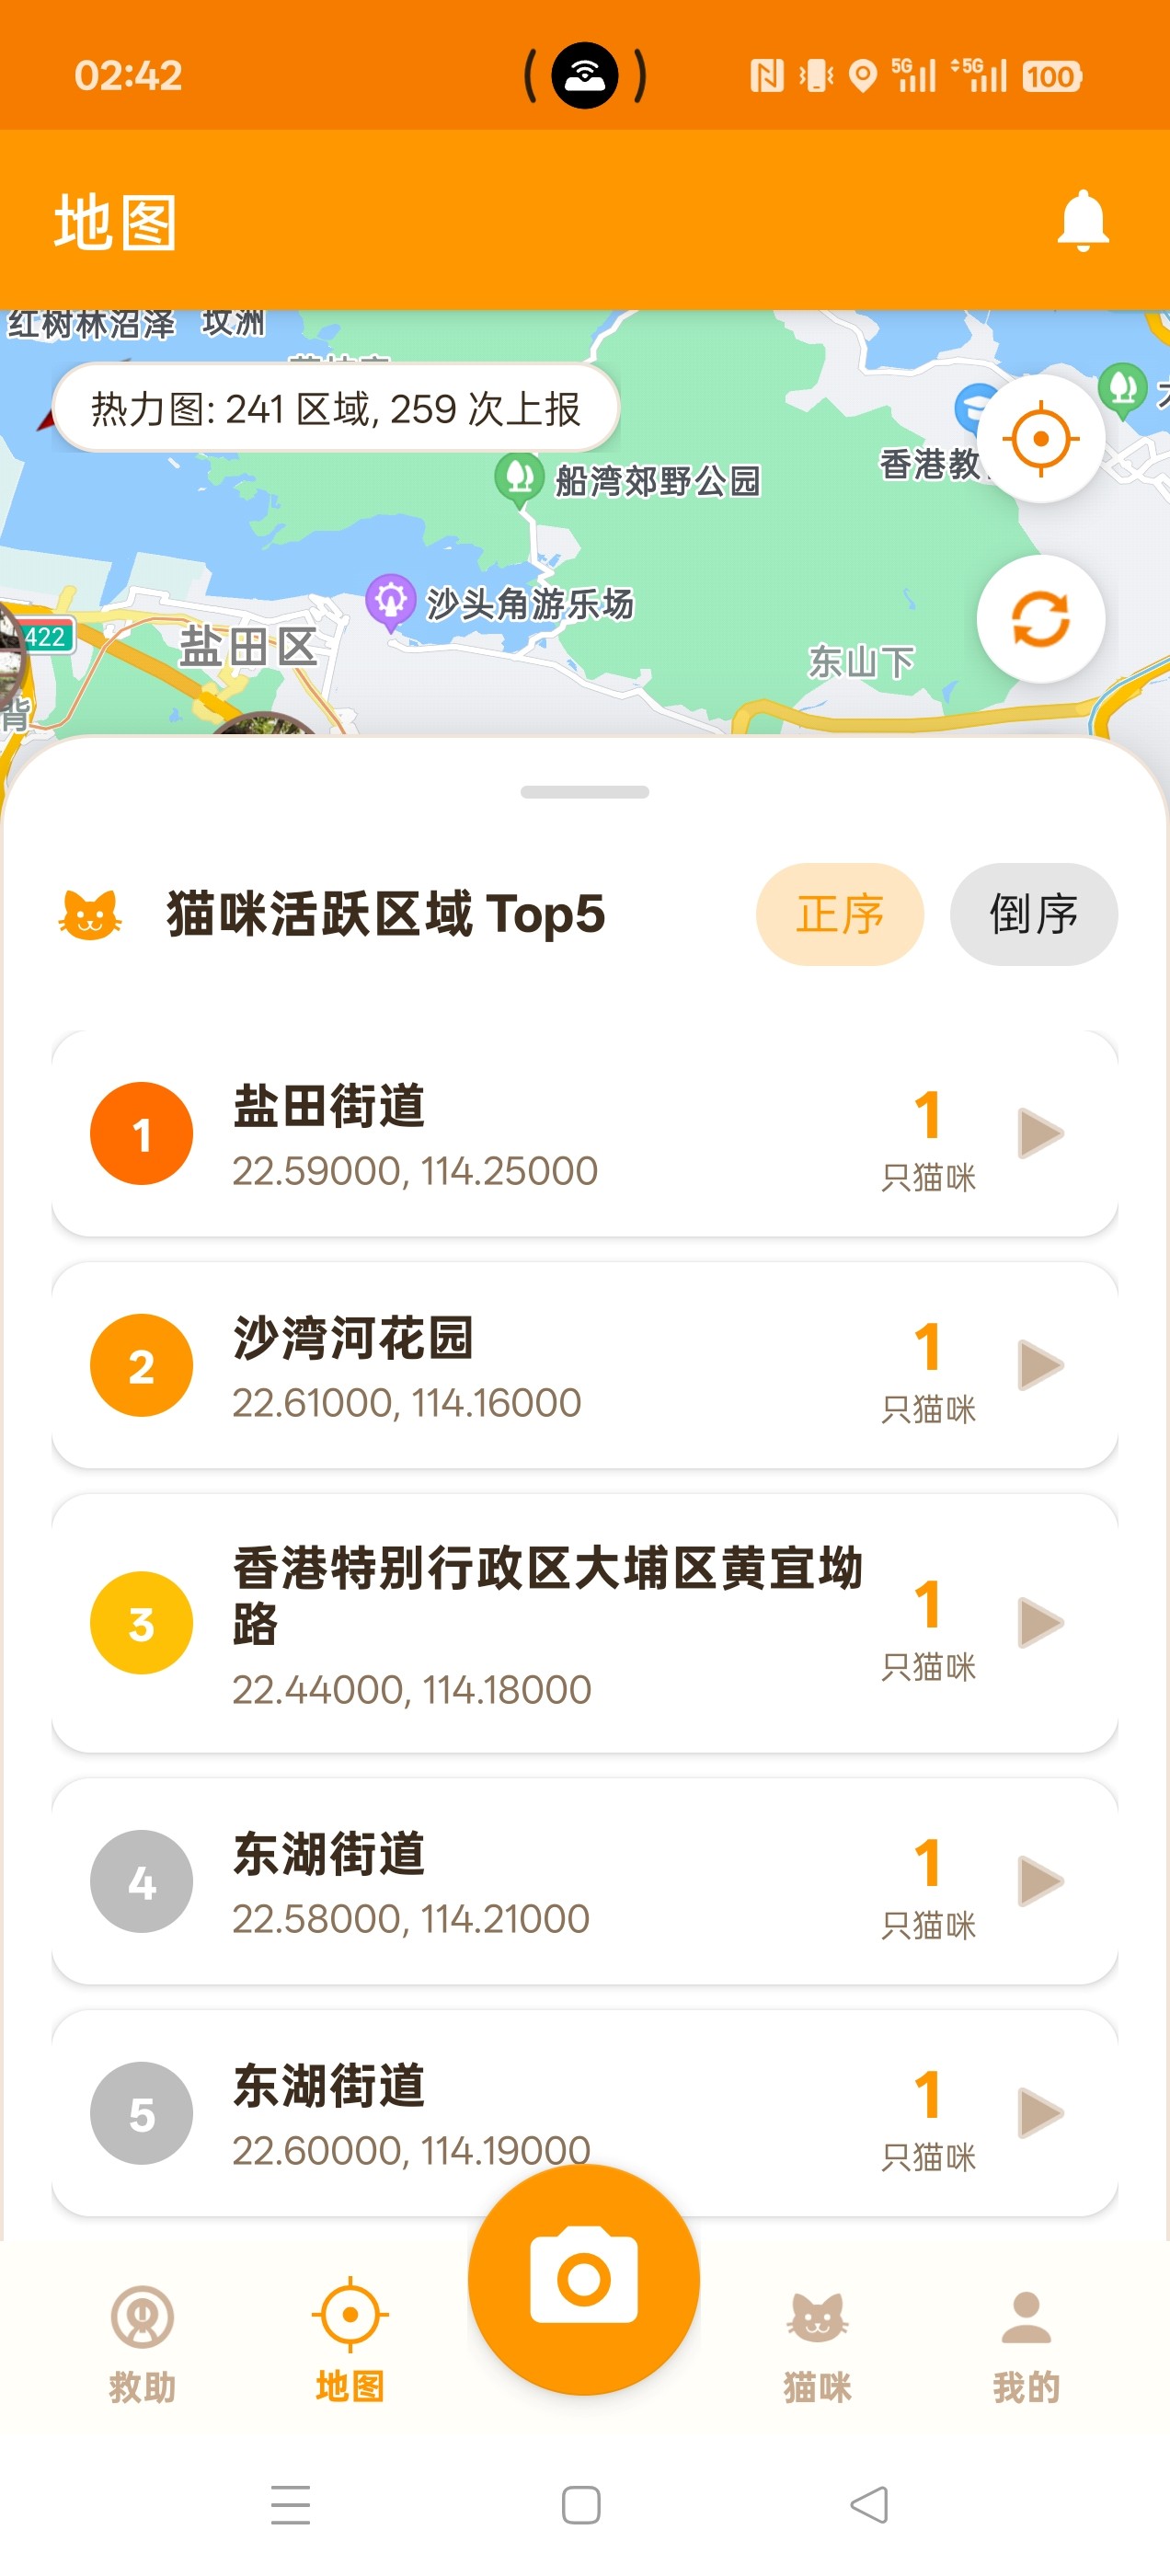 02:42
5G
5G
100
地图
红树林沼泽
坟洲
热力图: 241 区域, 259 次上报
船湾郊野公园
香港教
沙头角游乐场
422
盐田区
东山下
背
猫咪活跃区域 Top5
正序
倒序
1
盐田街道
22.59000, 114.25000
1
只猫咪
2
沙湾河花园
22.61000, 114.16000
1
只猫咪
3
香港特别行政区大埔区黄宜坳
路
22.44000, 114.18000
1
只猫咪
4
东湖街道
22.58000, 114.21000
1
只猫咪
5
东湖街道
22.60000, 114.19000
1
只猫咪
救助
地图
猫咪
我的